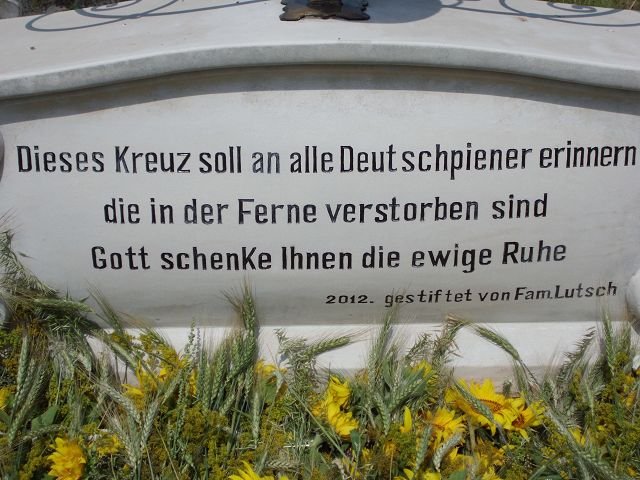 Dieses Kreuz soll an alle Deutschpiener erinnern
die in der Ferne verstorben sind
Gott schenke Ihnen die ewige Ruhe
2012. gestiftet von Fam.Lutsch